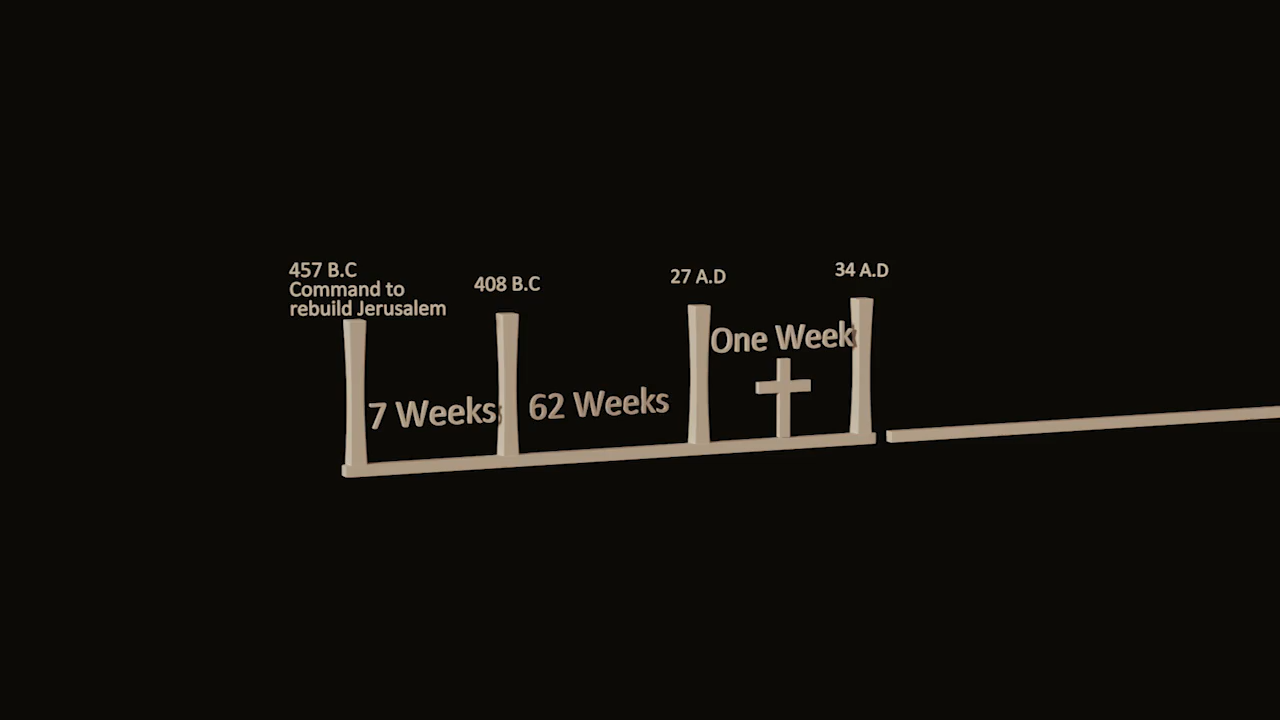 457 B.C
Command to
rebuild Jerusalem
408 B.C
27 A.D
34 A.D
7 Weeks
62 Weeks
One Week